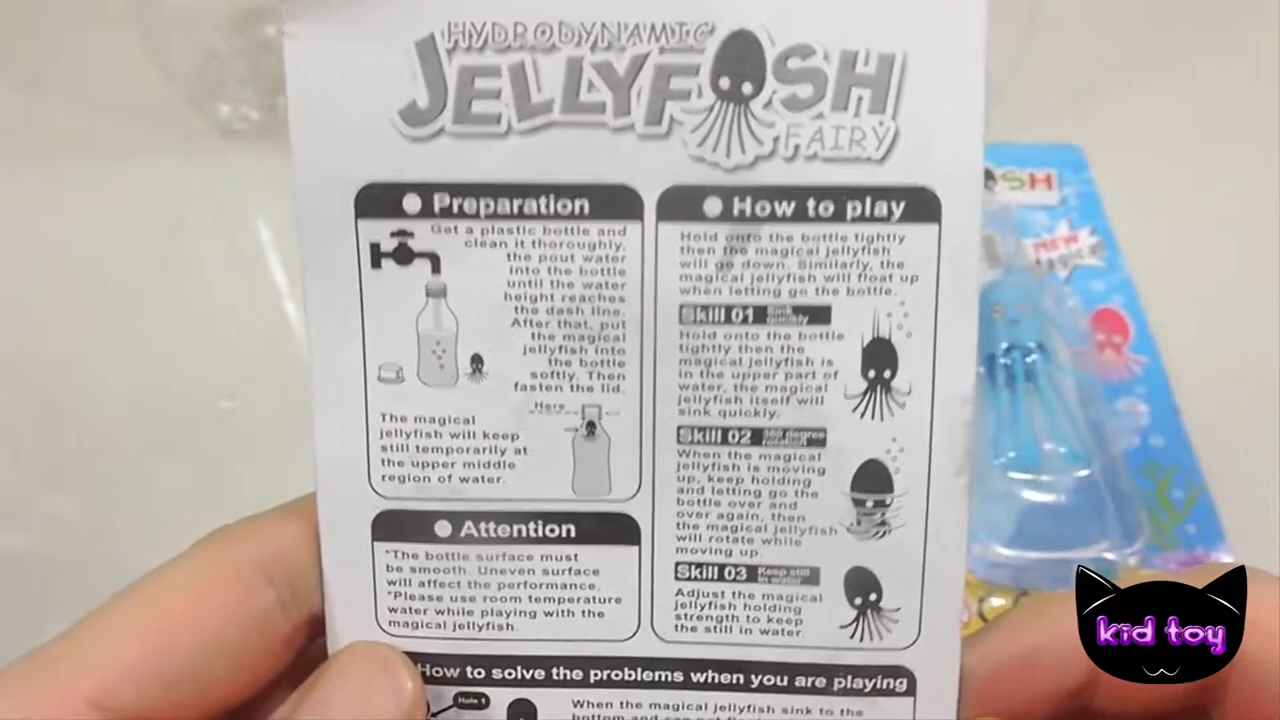 HYDRODYNAMIC
JELLYFISH
FAIRY
Preparation
Get a plastic bottle and
clean it thoroughly.
the pout water
into the bottle
until the water
height reaches
the dash line.
After that, put
the magical
jellyfish into
the bottle
softly. Then
fasten the lid.
Here
The magical
jellyfish will keep
still temporarily at
the upper middle
region of water.
Attention
*The bottle surface must
be smooth. Uneven surface
will affect the performance.
*Please use room temperature
water while playing with the
magical jellyfish.
How to play
Hold onto the bottle tightly
then the magical jellyfish
will go down. Similarly, the
magical jellyfish will float up
when letting go the bottle.
Skill 01 Sink
quickly
Hold onto the bottle
tightly then the
magical jellyfish is
in the upper part of
water, the magical
jellyfish itself will
sink quickly.
Skill 02 360 degree
rotation
When the magical
jellyfish is moving
up, keep holding
and letting go the
bottle over and
over again, then
the magical jellyfish
will rotate while
moving up.
Skill 03 Keep still
in water
Adjust the magical
jellyfish holding
strength to keep
the still in water.
How to solve the problems when you are playing
Hole 1
When the magical jellyfish sink to the
bottom and can not
SH
NEW
kid toy